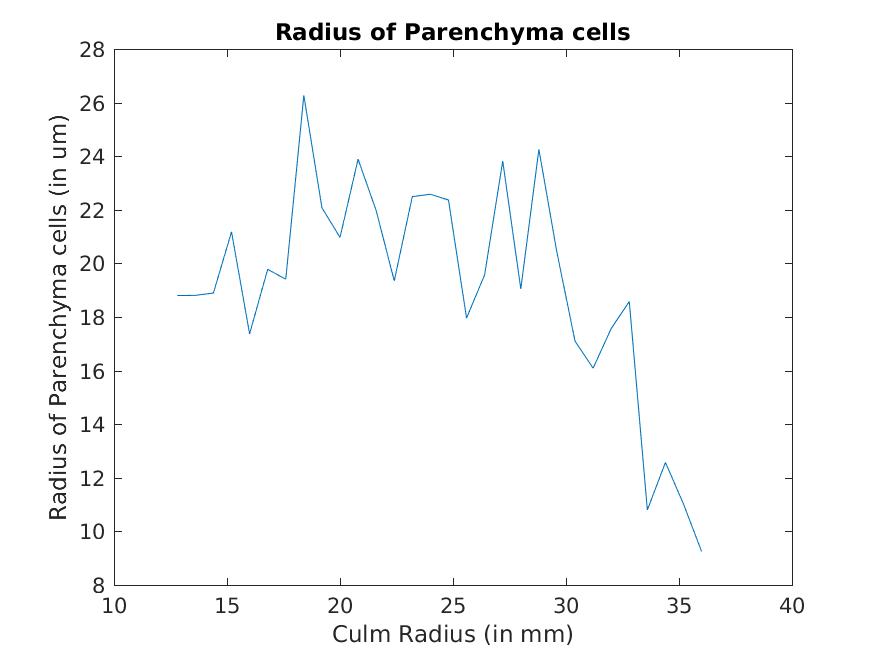 Radius of Parenchyma cells
28
26
24
22
20
18
16
14
12
10
8
Radius of Parenchyma cells (in um)
10 15 20 25 30 35 40
Culm Radius (in mm)